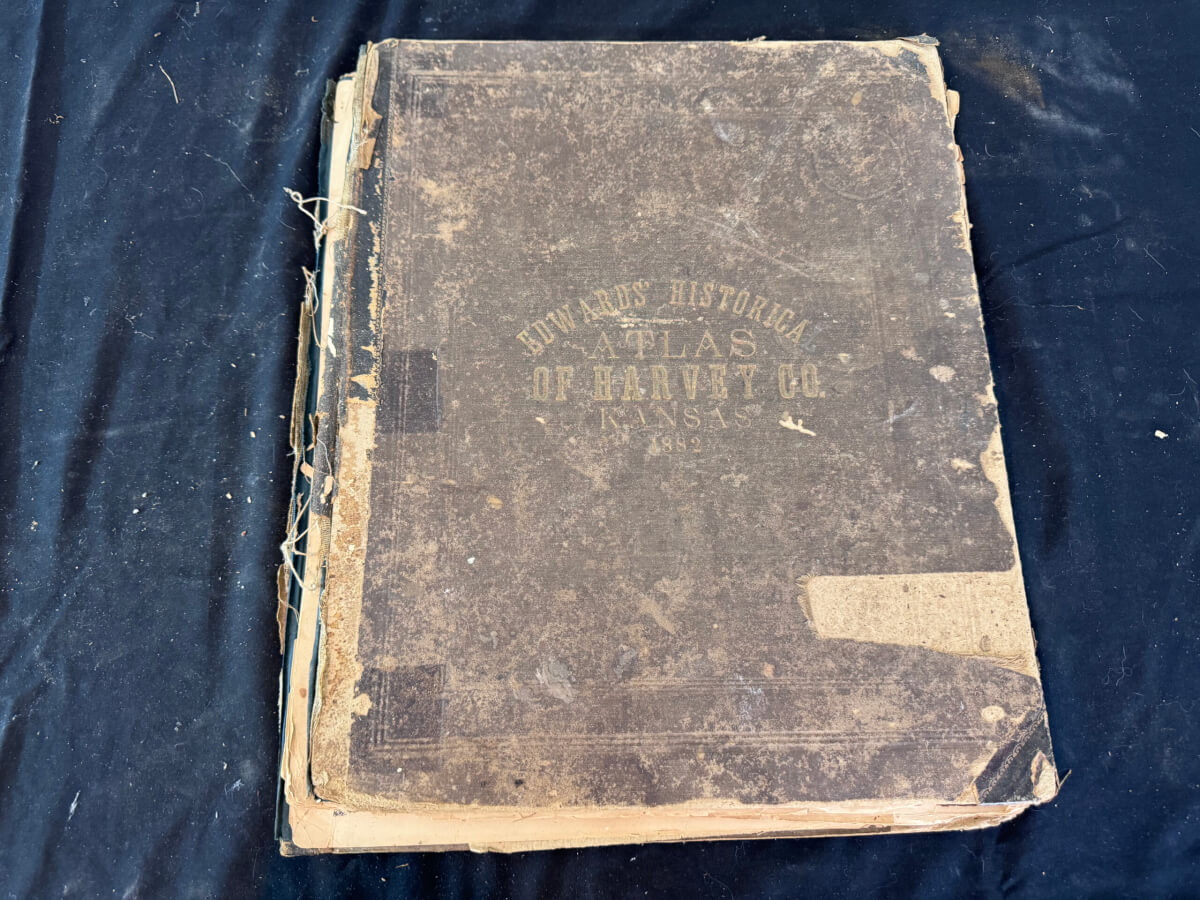 EDWARDS' HISTORICAL
ATLAS
OF HARVEY CO.
KANSAS
1882